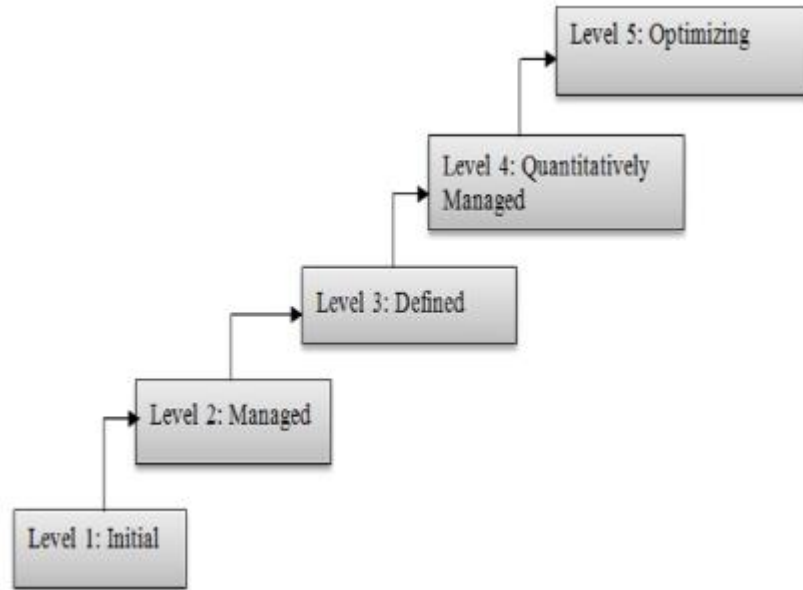 Level 5: Optimizing
Level 4: Quantitatively
Managed
Level 3: Defined
Level 2: Managed
Level 1: Initial